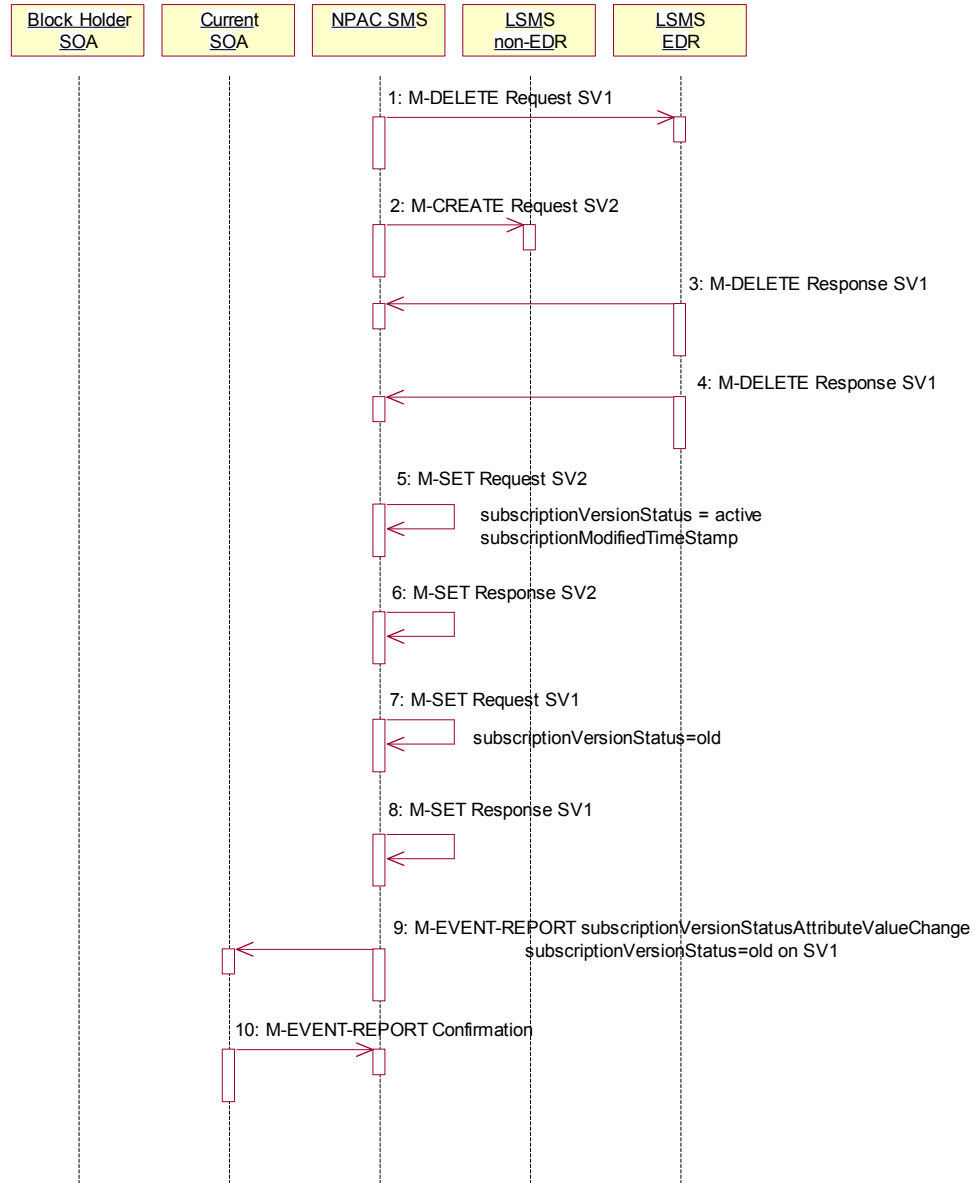 Block Holder
SOA
Current
SOA
NPAC SMS
LSMS
non-EDR
LSMS
EDR
1: M-DELETE Request SV1
2: M-CREATE Request SV2
3: M-DELETE Response SV1
4: M-DELETE Response SV1
5: M-SET Request SV2
subscriptionVersionStatus = active
subscriptionModifiedTimeStamp
6: M-SET Response SV2
7: M-SET Request SV1
subscriptionVersionStatus=old
8: M-SET Response SV1
9: M-EVENT-REPORT subscriptionVersionStatusAttributeValueChange
subscriptionVersionStatus=old on SV1
10: M-EVENT-REPORT Confirmation